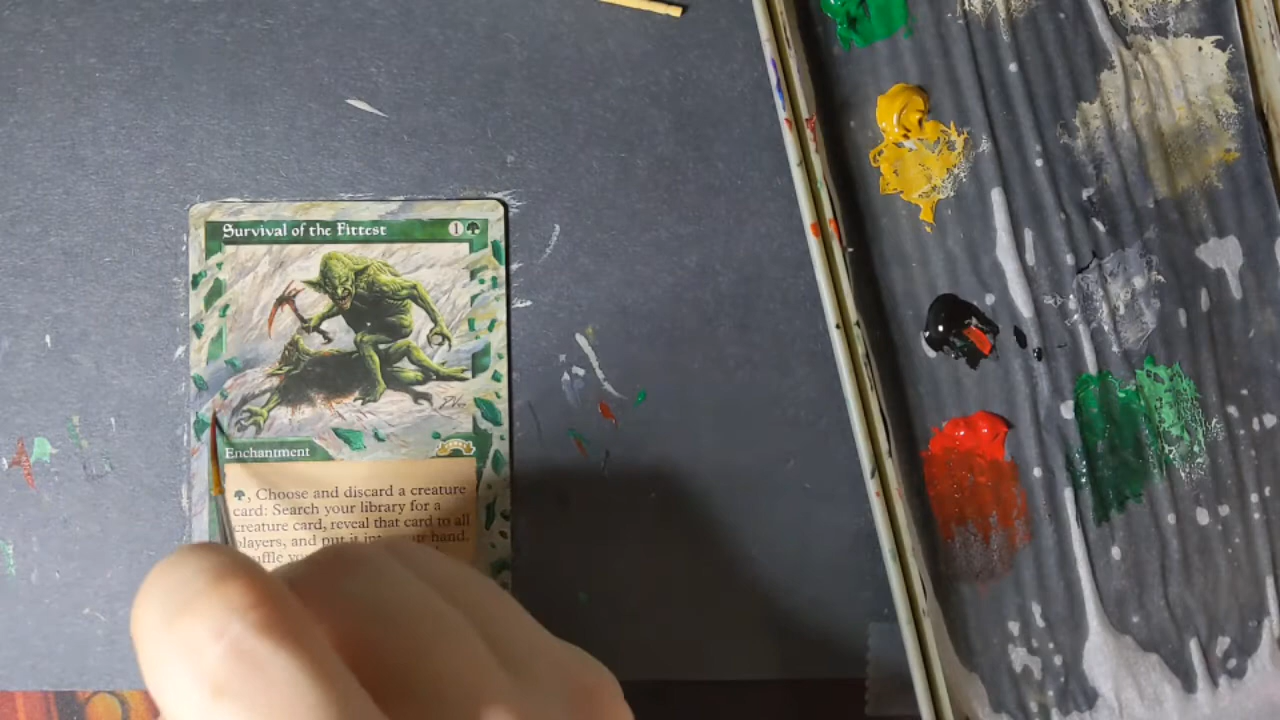 Survival of the Fittest
1
Enchantment
, Choose and discard a creature
card: Search your library for a
creature card, reveal that card to all
players, and put it into your hand.